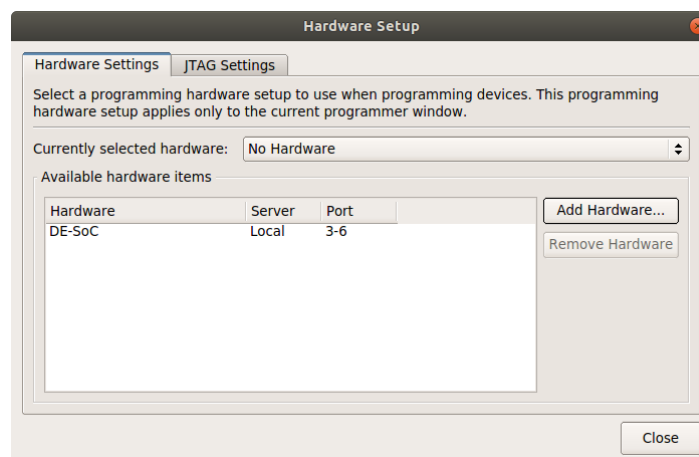 Hardware Setup
Hardware Settings
JTAG Settings
Select a programming hardware setup to use when programming devices. This programming
hardware setup applies only to the current programmer window.
Currently selected hardware: No Hardware
Available hardware items
Hardware Server Port
Add Hardware...
DE-SoC Local 3-6
Remove Hardware
Close